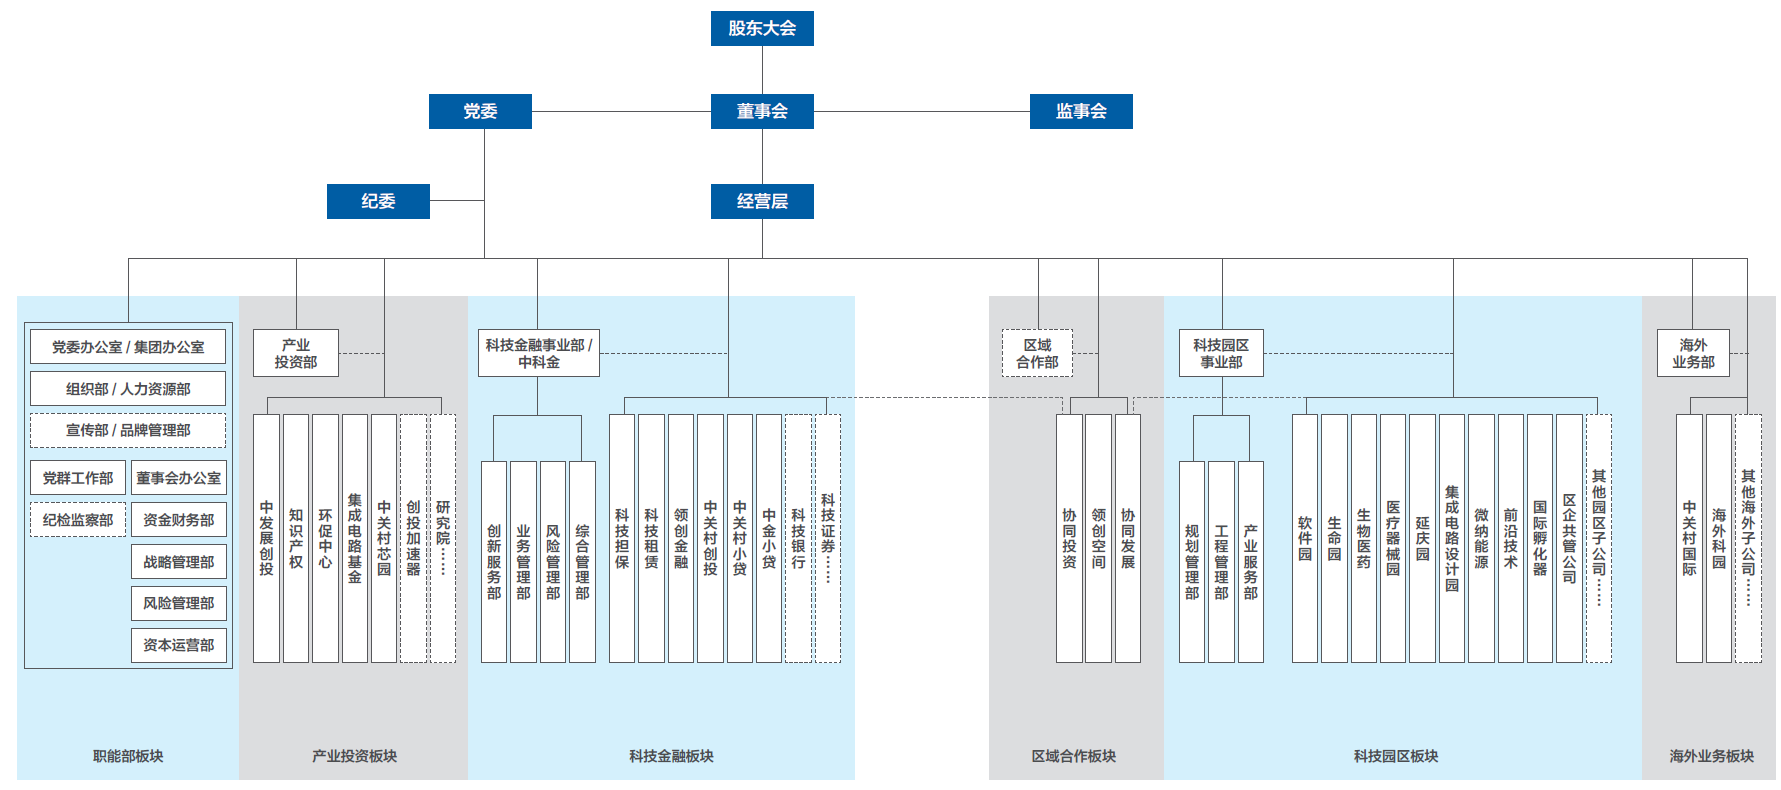 股东大会
党委
董事会
监事会
纪委
经营层
党委办公室 / 集团办公室
组织部 / 人力资源部
宣传部 / 品牌管理部
党群工作部
董事会办公室
纪检监察部
资金财务部
战略管理部
风险管理部
资本运营部
职能部板块
产业
投资部
中发展创投
知识产权
环促中心
集成电路基金
中关村芯园
创投加速器
研究院……
产业投资板块
科技金融事业部 /
中科金
创新服务部
业务管理部
风险管理部
综合管理部
科技担保
科技租赁
领创金融
中关村创投
中关村小贷
中金小贷
科技银行
科技证券……
科技金融板块
区域
合作部
协同投资
领创空间
协同发展
区域合作板块
科技园区
事业部
规划管理部
工程管理部
产业服务部
软件园
生命园
生物医药
医疗器械园
延庆园
集成电路设计园
微纳能源
前沿技术
国际孵化器
区企共管公司
其他园区子公司……
科技园区板块
海外
业务部
中关村国际
海外科园
其他海外子公司……
海外业务板块